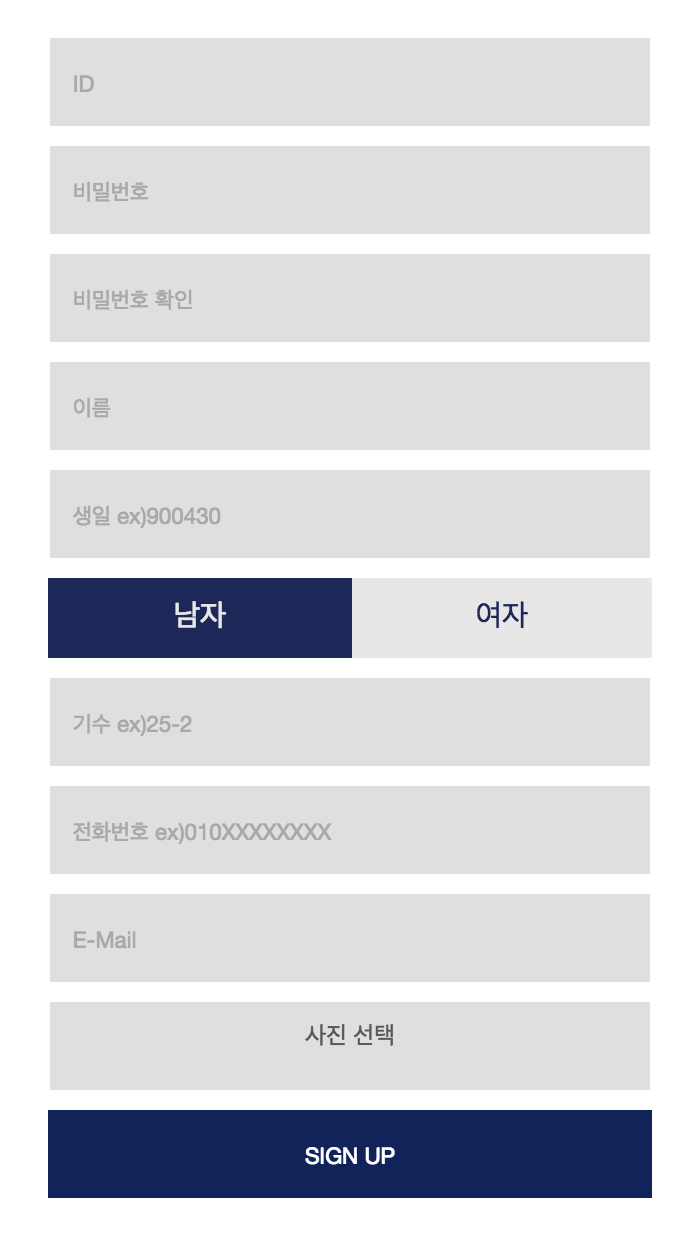 ID
비밀번호
비밀번호 확인
이름
생일 ex)900430
남자 여자
기수 ex)25-2
전화번호 ex)010XXXXXXXX
E-Mail
사진 선택
SIGN UP